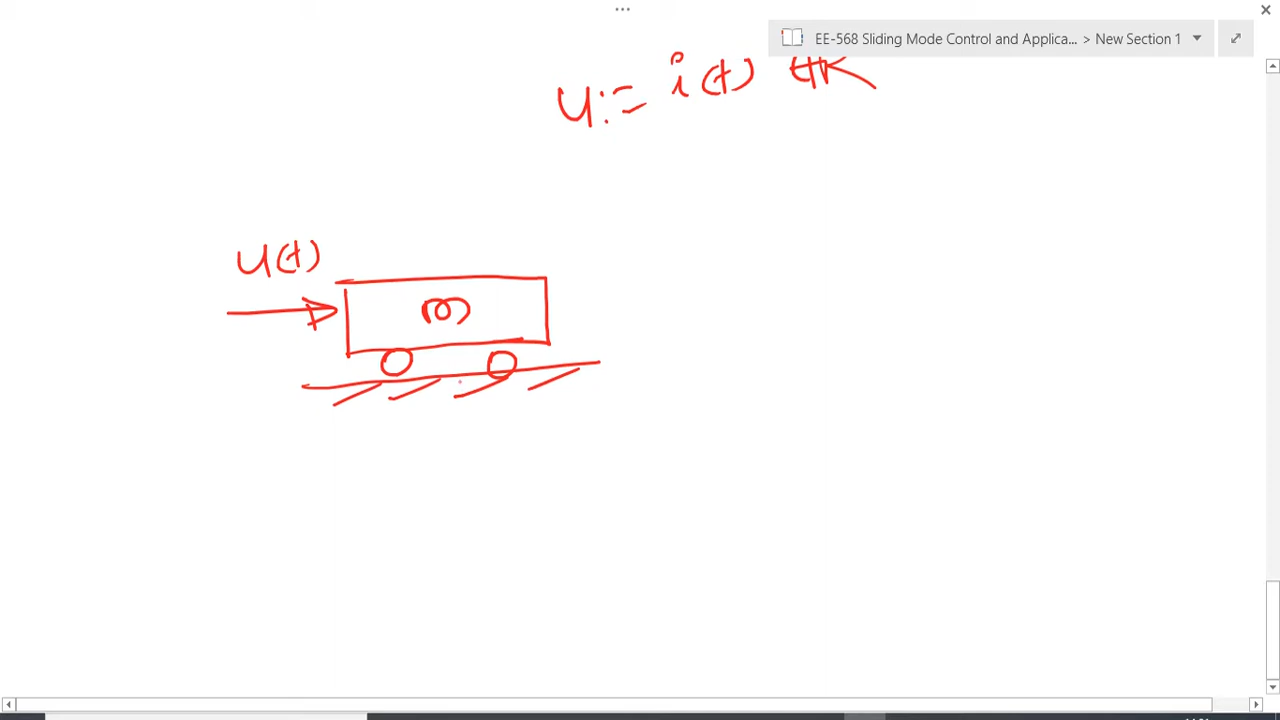 EE-568 Sliding Mode Control and Applica... > New Section 1
u:= i(t)
u(t)
m